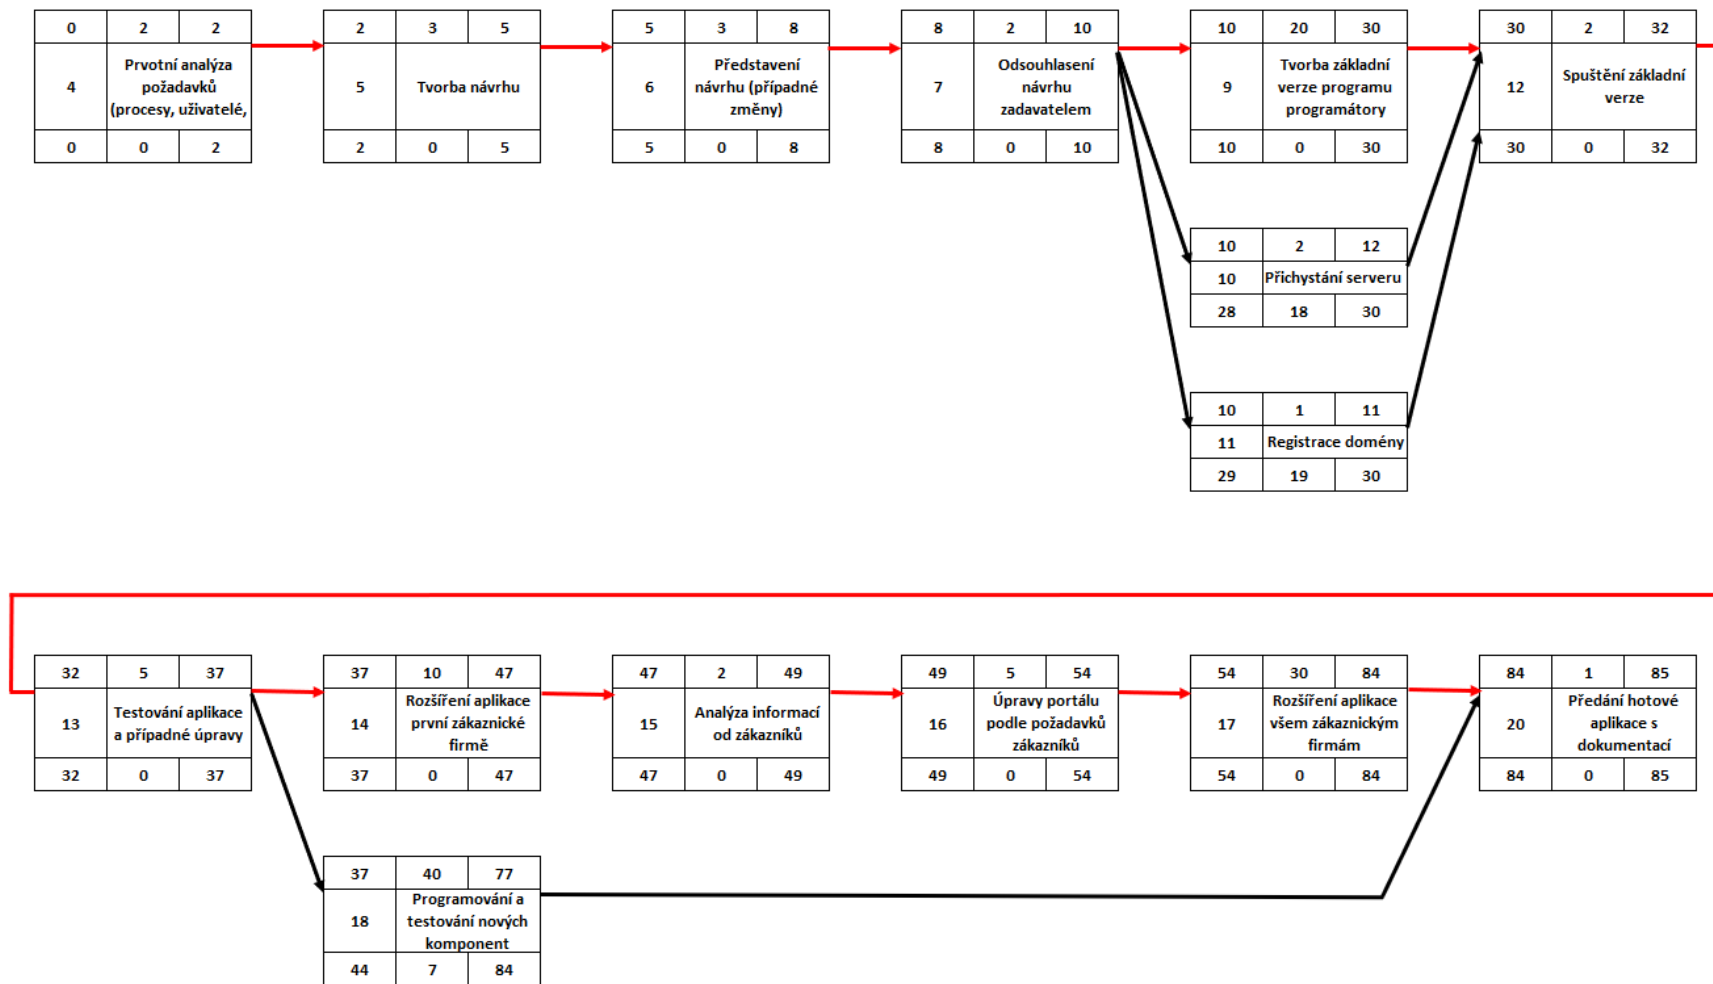 0 2 2
4 Prvotní analýza
požadavků
(procesy, uživatelé,
0 0 2
2 3 5
5 Tvorba návrhu
2 0 5
5 3 8
6 Představení
návrhu (případné
změny)
5 0 8
8 2 10
7 Odsouhlasení
návrhu
zadavatelem
8 0 10
10 20 30
9 Tvorba základní
verze programu
programátory
10 0 30
30 2 32
12 Spuštění základní
verze
30 0 32
10 2 12
10 Přichystání serveru
28 18 30
10 1 11
11 Registrace domény
29 19 30
32 5 37
13 Testování aplikace
a případné úpravy
32 0 37
37 10 47
14 Rozšíření aplikace
první zákaznické
firmě
37 0 47
47 2 49
15 Analýza informací
od zákazníků
47 0 49
49 5 54
16 Úpravy portálu
podle požadavků
zákazníků
49 0 54
54 30 84
17 Rozšíření aplikace
všem zákaznickým
firmám
54 0 84
84 1 85
20 Předání hotové
aplikace s
dokumentací
84 0 85
37 40 77
18 Programování a
testování nových
komponent
44 7 84